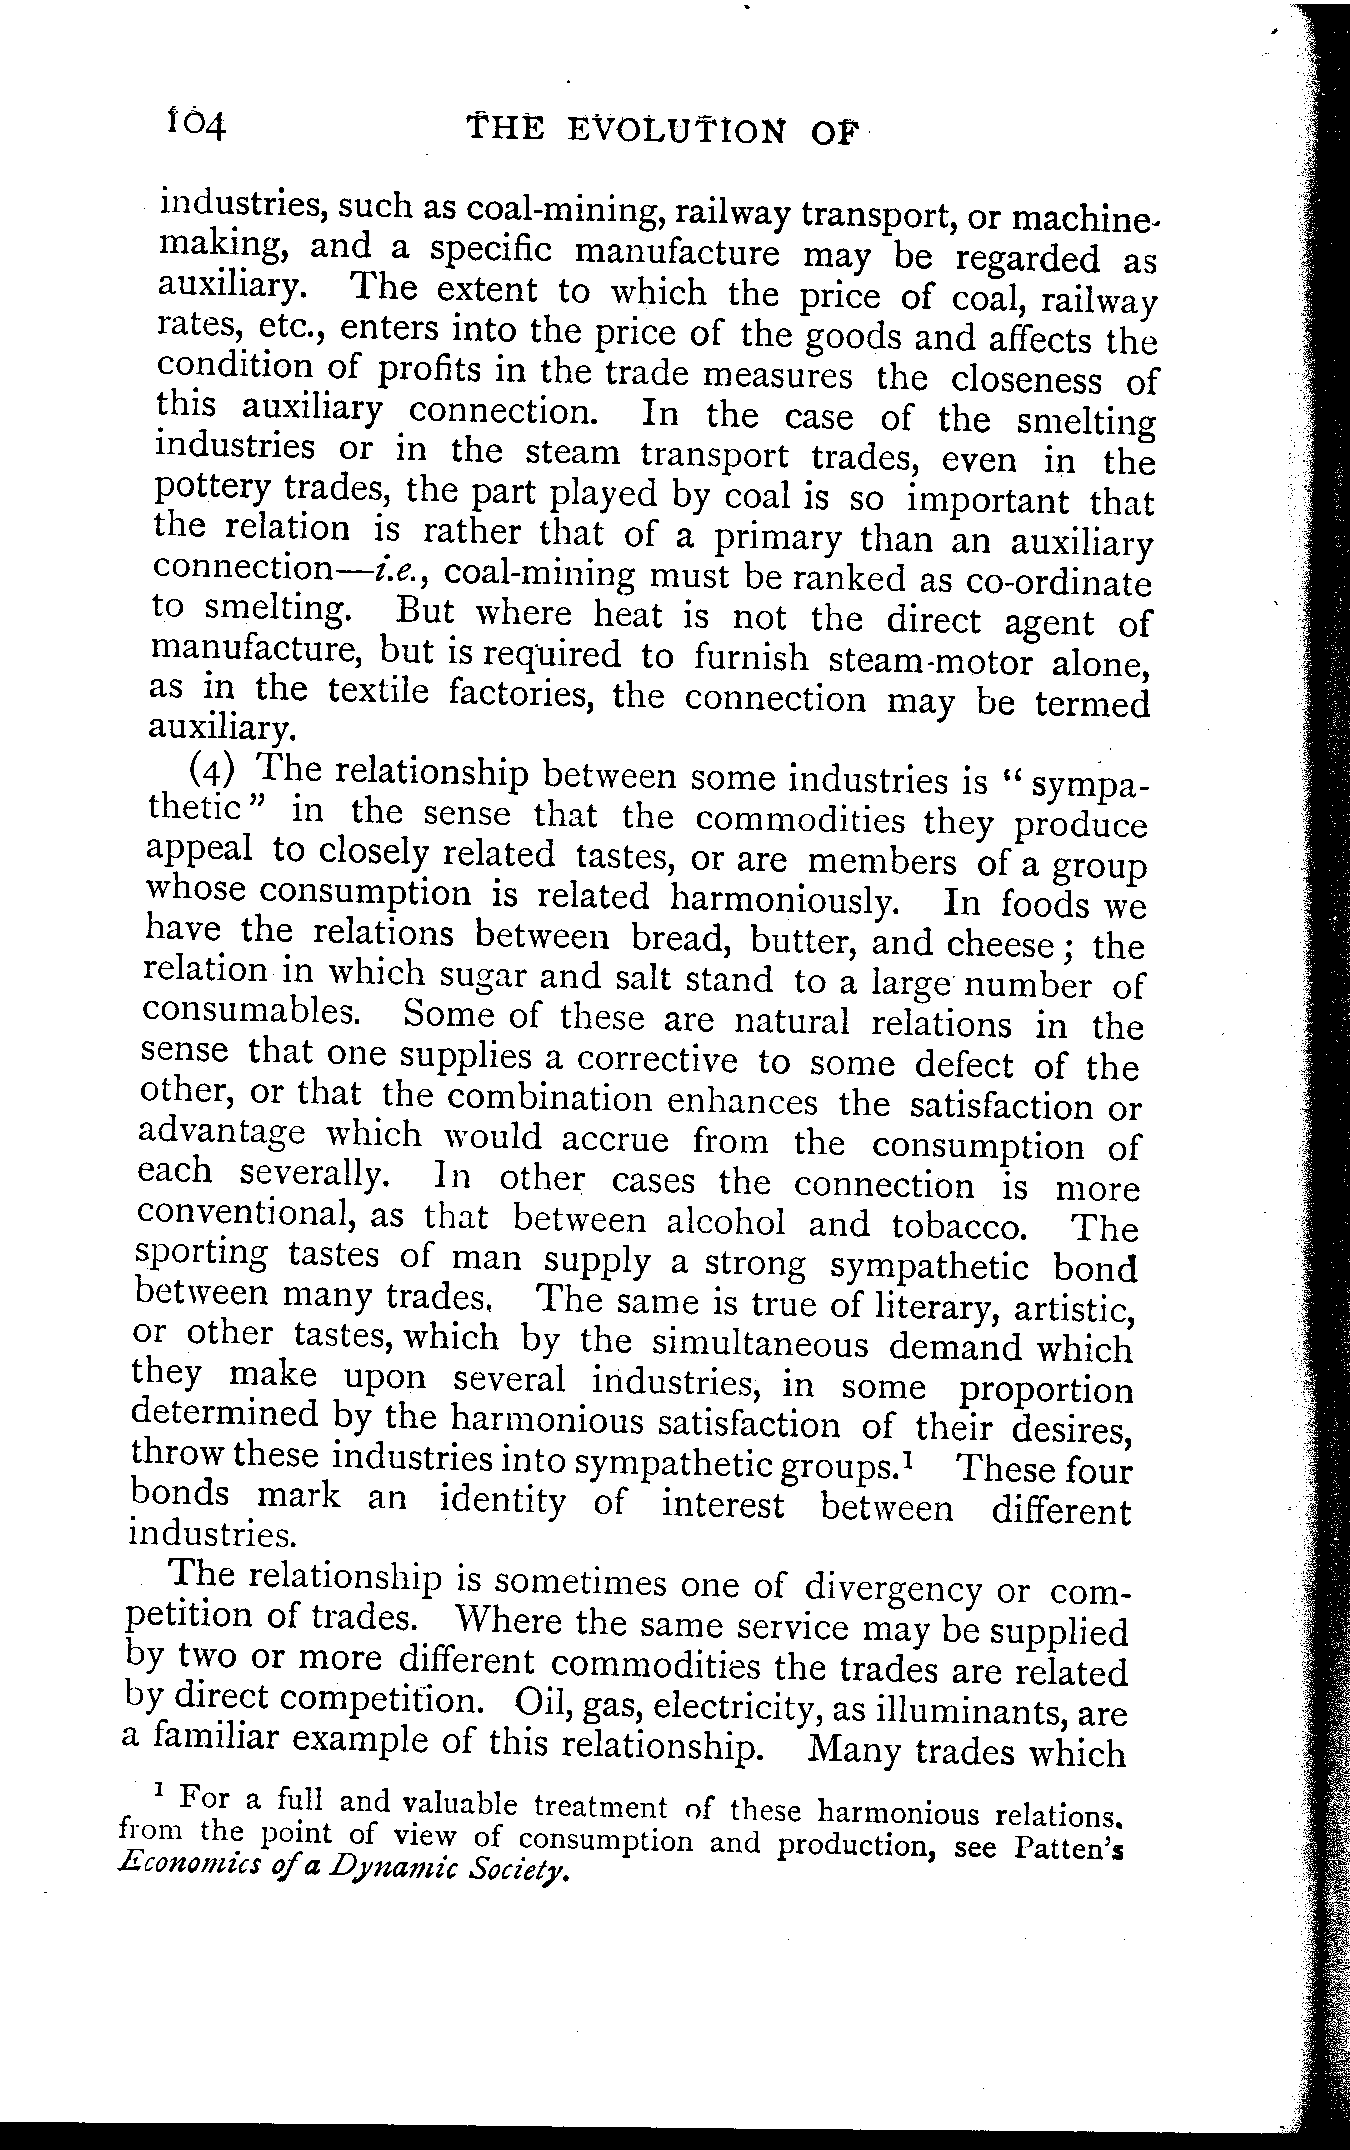 104 THE EVOLUTION OF
industries, such as coal-mining, railway transport, or machine-
making, and a specific manufacture may be regarded as
auxiliary. The extent to which the price of coal, railway
rates, etc., enters into the price of the goods and affects the
condition of profits in the trade measures the closeness of
this auxiliary connection. In the case of the smelting
industries or in the steam transport trades, even in the
pottery trades, the part played by coal is so important that
the relation is rather that of a primary than an auxiliary
connection—i.e., coal-mining must be ranked as co-ordinate
to smelting. But where heat is not the direct agent of
manufacture, but is required to furnish steam-motor alone,
as in the textile factories, the connection may be termed
auxiliary.
(4) The relationship between some industries is "sympa-
thetic" in the sense that the commodities they produce
appeal to closely related tastes, or are members of a group
whose consumption is related harmoniously. In foods we
have the relations between bread, butter, and cheese; the
relation in which sugar and salt stand to a large number of
consumables. Some of these are natural relations in the
sense that one supplies a corrective to some defect of the
other, or that the combination enhances the satisfaction or
advantage which would accrue from the consumption of
each severally. In other cases the connection is more
conventional, as that between alcohol and tobacco. The
sporting tastes of man supply a strong sympathetic bond
between many trades. The same is true of literary, artistic,
or other tastes, which by the simultaneous demand which
they make upon several industries, in some proportion
determined by the harmonious satisfaction of their desires,
throw these industries into sympathetic groups.¹ These four
bonds mark an identity of interest between different
industries.
The relationship is sometimes one of divergency or com-
petition of trades. Where the same service may be supplied
by two or more different commodities the trades are related
by direct competition. Oil, gas, electricity, as illuminants, are
a familiar example of this relationship. Many trades which
¹ For a full and valuable treatment of these harmonious relations.
from the point of view of consumption and production, see Patten's
Economics of a Dynamic Society.